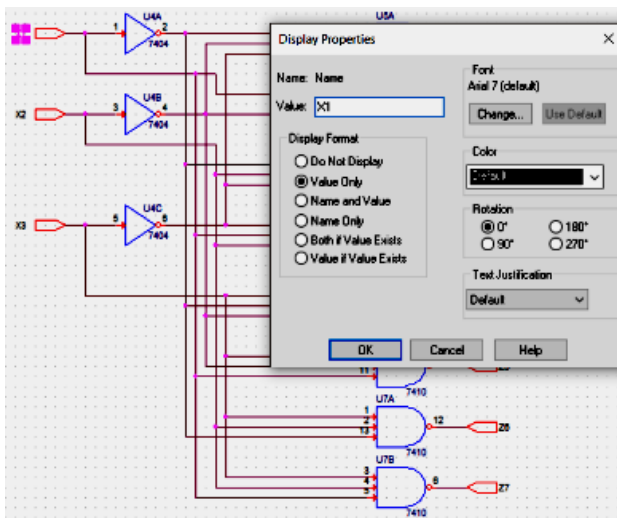 U4A
1
2
7404
X2
U4B
3
4
7404
X3
U4C
5
6
7404
Display Properties
Name: Name
Value: X1
Display Format
Do Not Display
Value Only
Name and Value
Name Only
Both if Value Exists
Value if Value Exists
Font
Arial 7 (default)
Change...
Use Default
Color
Default
Rotation
0°
180°
90°
270°
Text Justification
Default
OK
Cancel
Help
11
7410
U7A
1
2
13
12
Z6
7410
U7B
3
4
5
6
Z7
7410